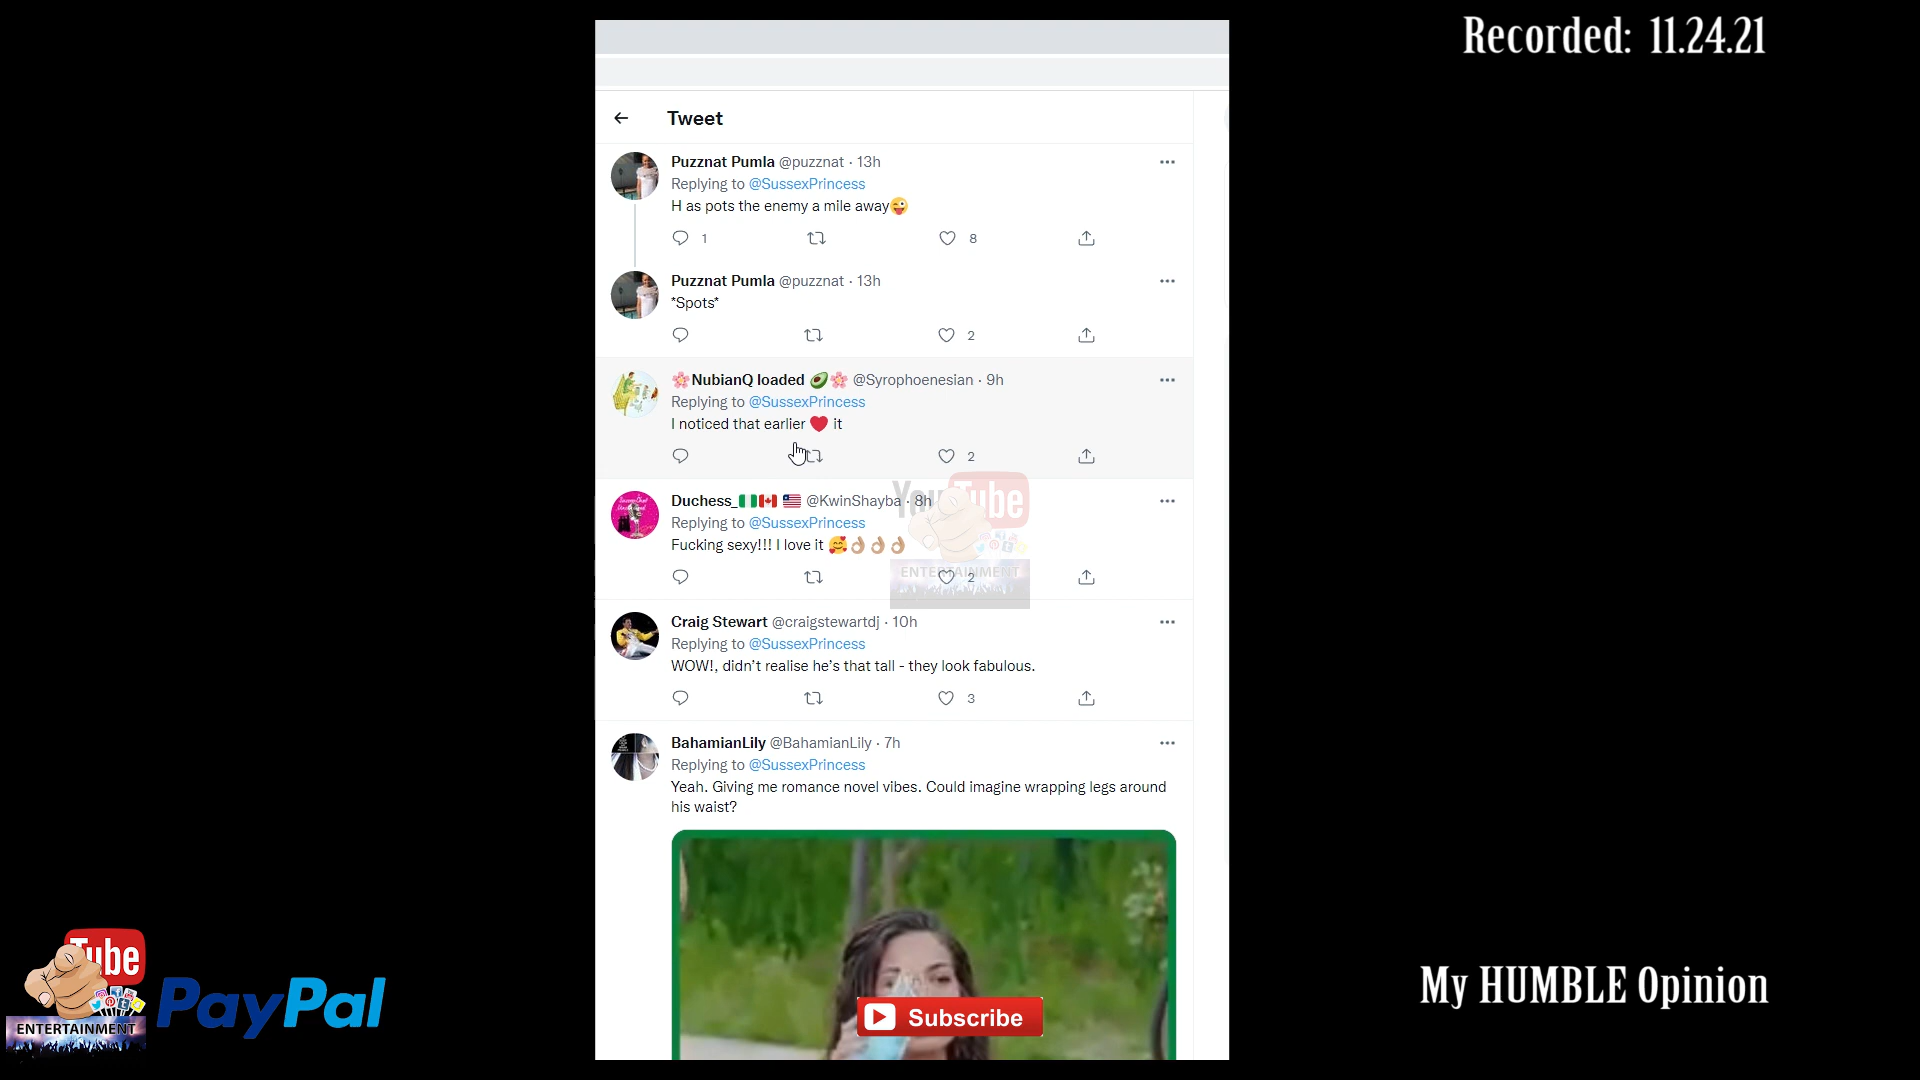 Recorded: 11.24.21
Tweet
Puzznat Pumla @puzznat · 13h
Replying to @SussexPrincess
H as pots the enemy a mile away😜
1 8
Puzznat Pumla @puzznat · 13h
*Spots*
2
🌸NubianQ loaded 🥑🌸 @Syrophoenesian · 9h
Replying to @SussexPrincess
I noticed that earlier ❤️ it
2
Duchess_🇳🇬🇨🇦 🇱🇷 @KwinShayba · 8h
Replying to @SussexPrincess
Fucking sexy!!! I love it 🥰👌🏽👌🏽👌🏽
2
YouTube
ENTERTAINMENT
Craig Stewart @craigstewartdj · 10h
Replying to @SussexPrincess
WOW!, didn't realise he's that tall - they look fabulous.
3
BahamianLily @BahamianLily · 7h
Replying to @SussexPrincess
Yeah. Giving me romance novel vibes. Could imagine wrapping legs around
his waist?
Subscribe
Tube
ENTERTAINMENT
PayPal
My HUMBLE Opinion